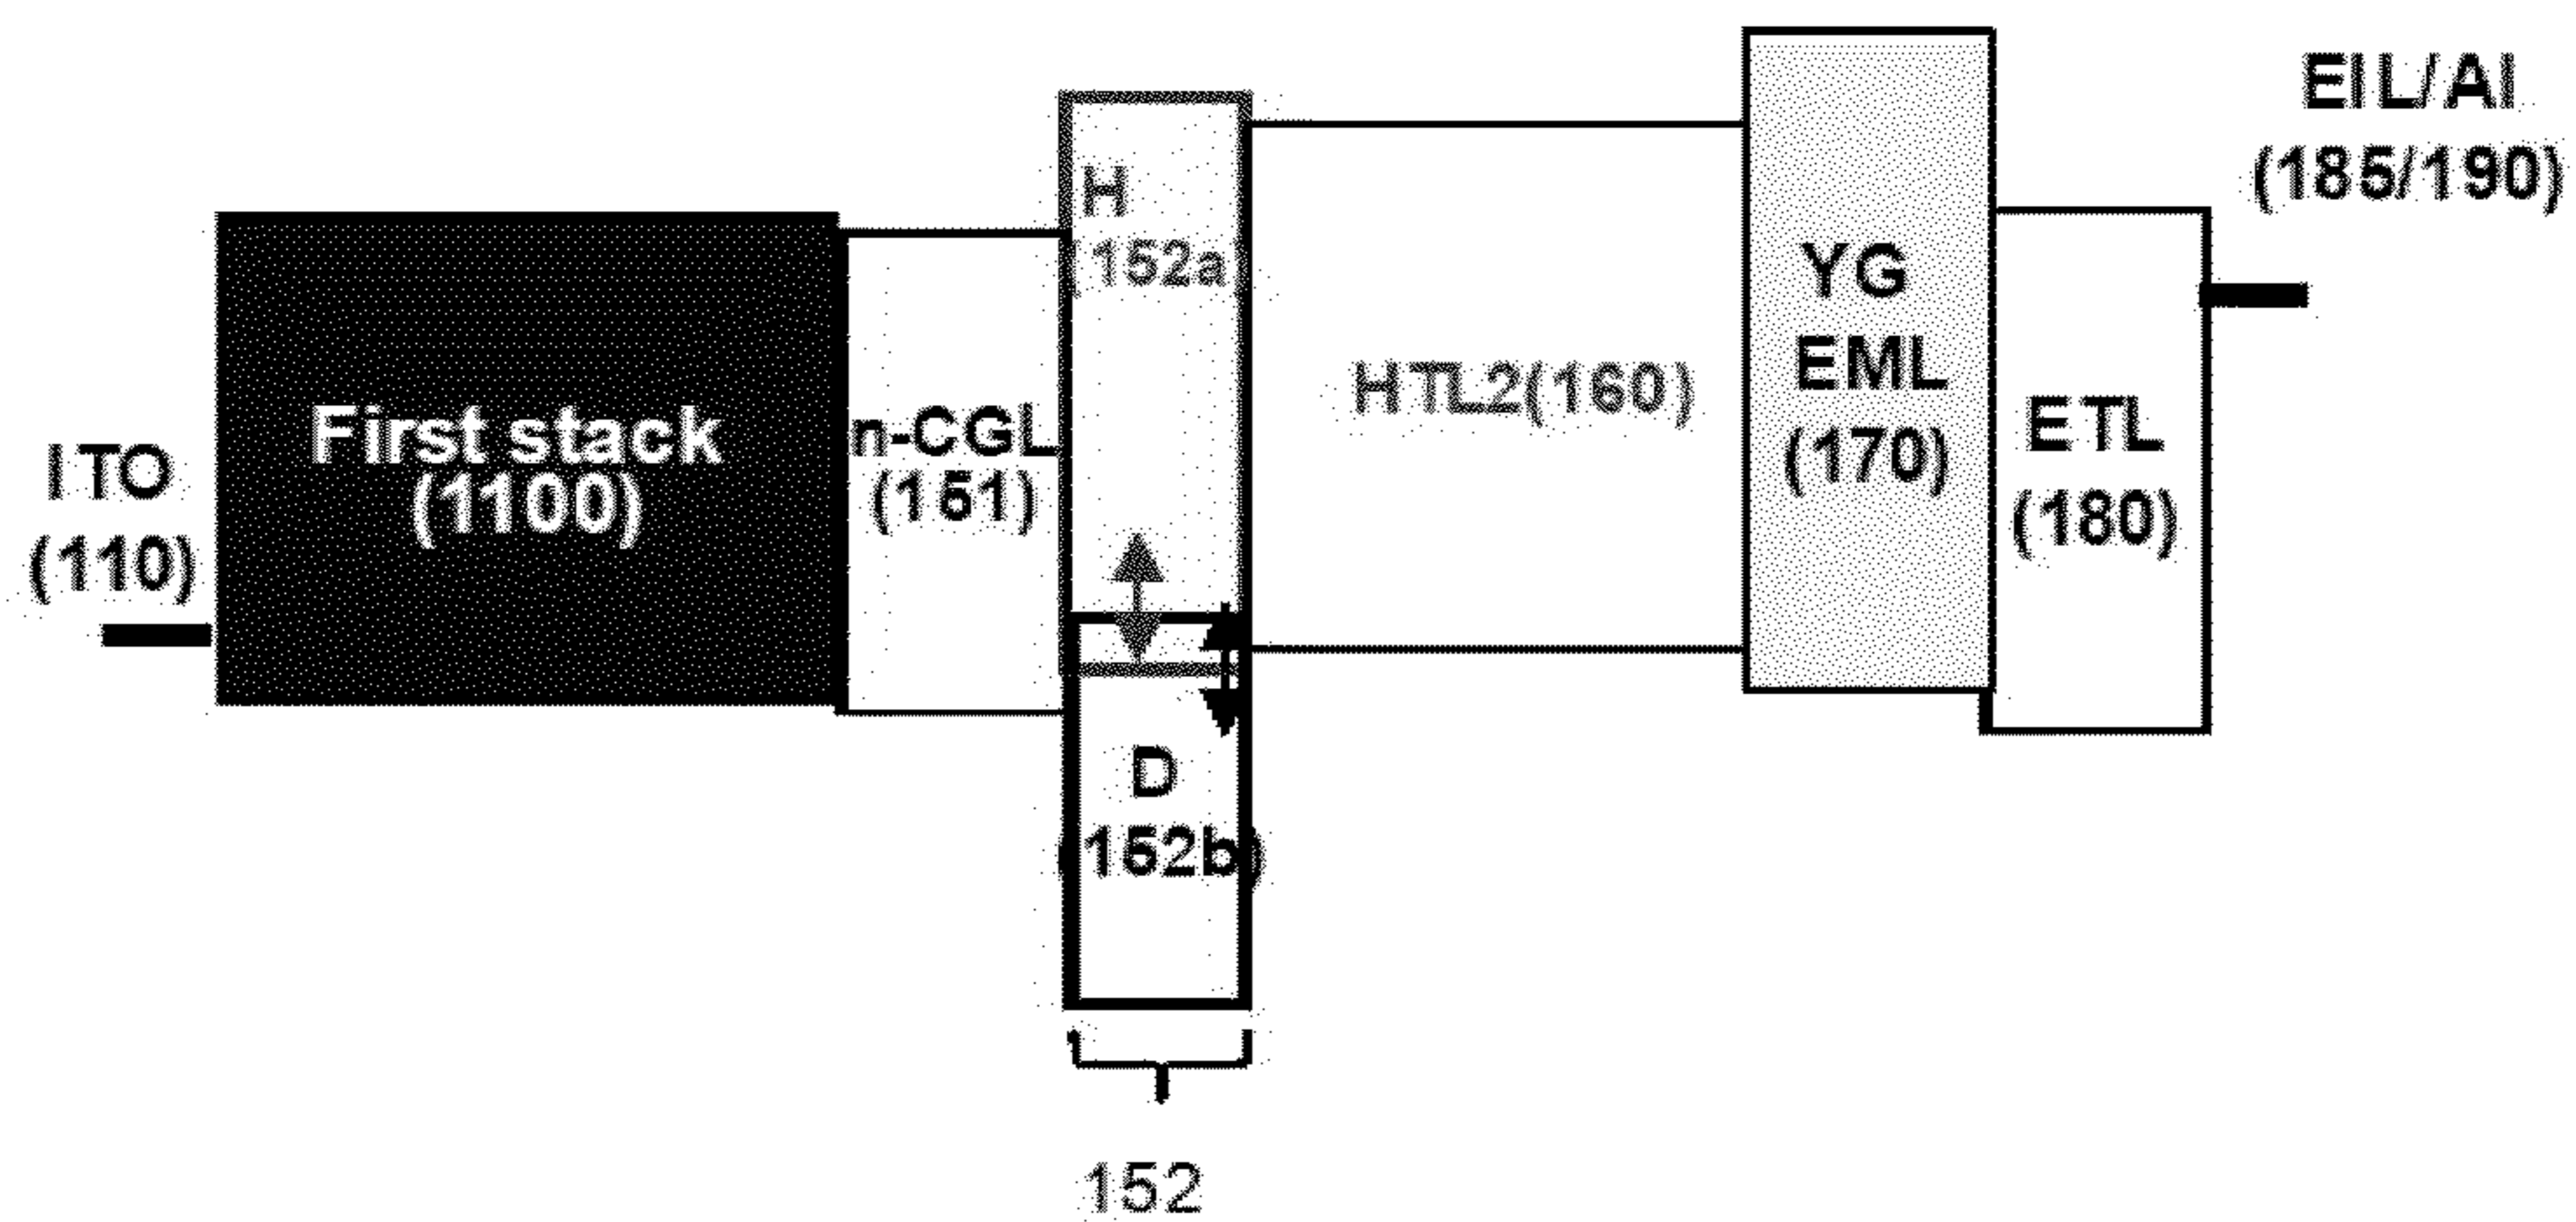 ITO
(110)
First stack
(1100)
n-CGL
(151)
H
(152a)
D
(152b)
152
HTL2(160)
YG
EML
(170)
ETL
(180)
EIL/Al
(185/190)